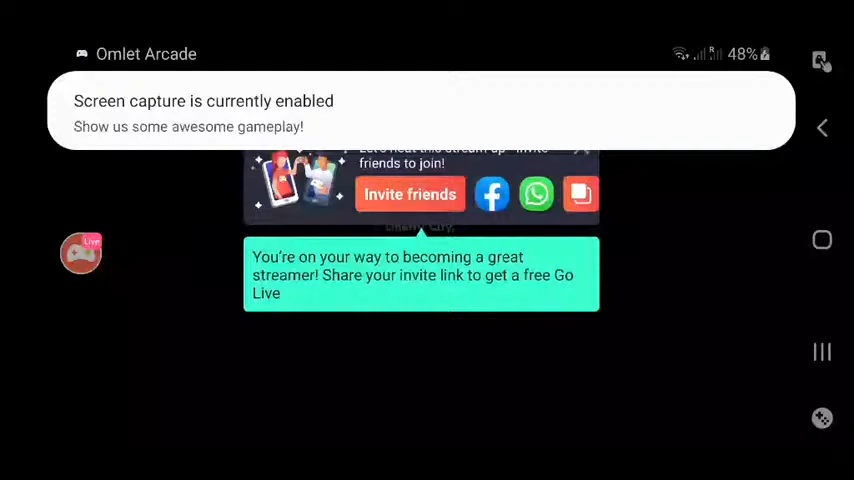 Omlet Arcade
R
48%
Screen capture is currently enabled
Show us some awesome gameplay!
friends to join!
Invite friends
Live
You're on your way to becoming a great
streamer! Share your invite link to get a free Go
Live